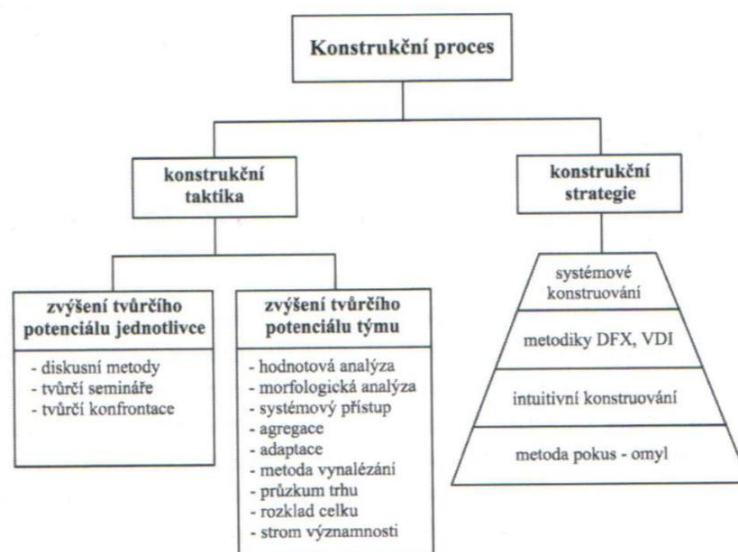 Konstrukční proces
konstrukční
taktika
konstrukční
strategie
zvýšení tvůrčího
potenciálu jednotlivce
- diskusní metody
- tvůrčí semináře
- tvůrčí konfrontace
zvýšení tvůrčího
potenciálu týmu
- hodnotová analýza
- morfologická analýza
- systémový přístup
- agregace
- adaptace
- metoda vynalézání
- průzkum trhu
- rozklad celku
- strom významnosti
systémové
konstruování
metodiky DFX, VDI
intuitivní konstruování
metoda pokus - omyl